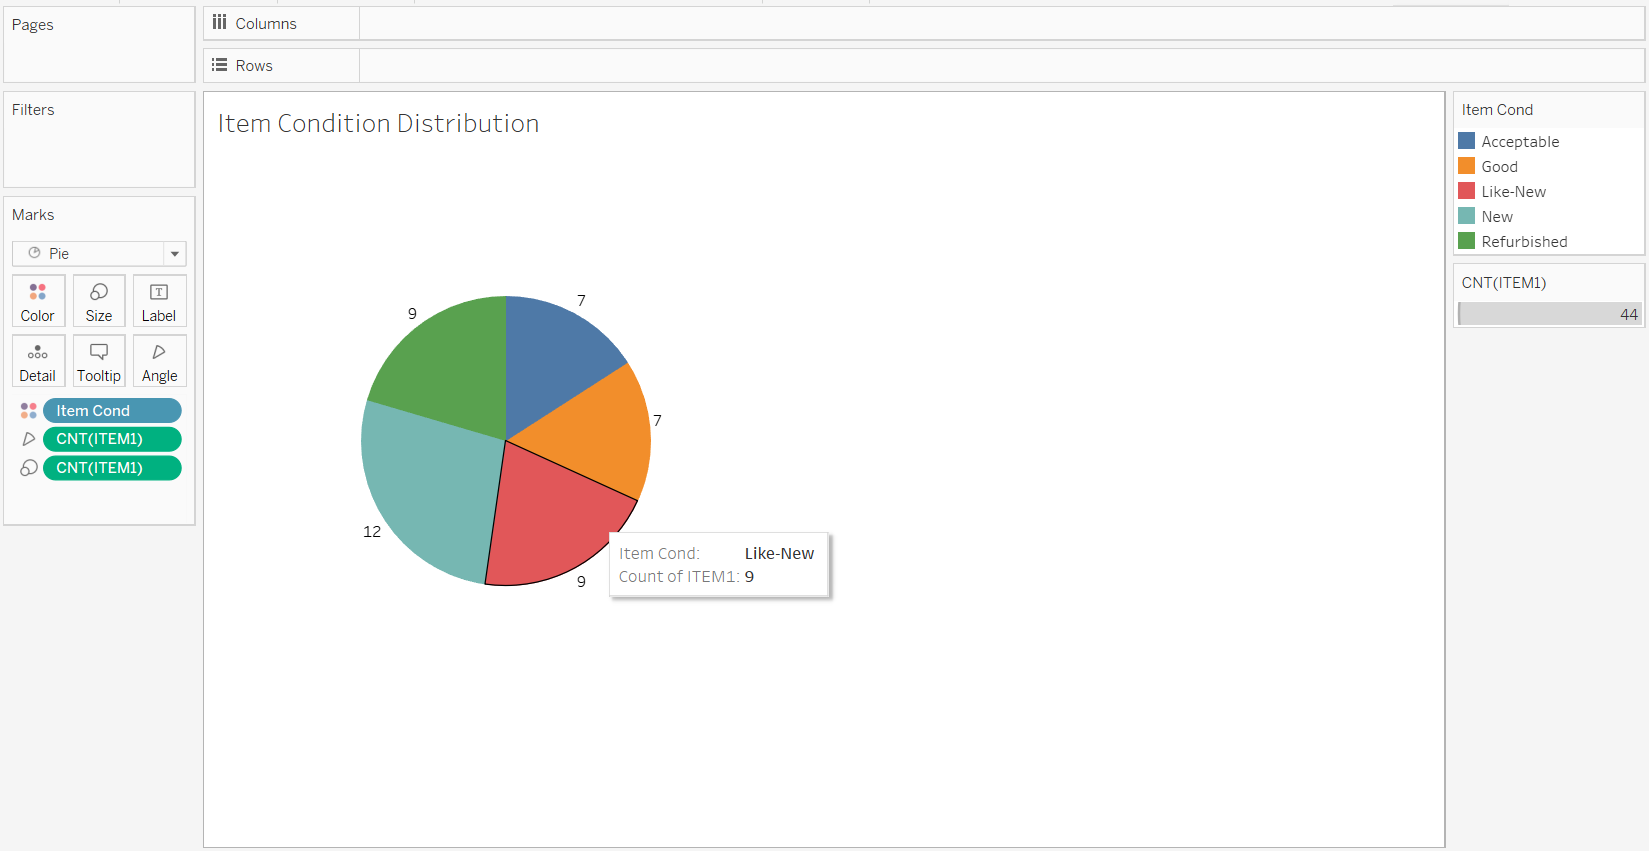 Pages
Columns
Rows
Filters
Marks
Pie
Color
Size
Label
Detail
Tooltip
Angle
Item Cond
CNT(ITEM1)
CNT(ITEM1)
Item Condition Distribution
7
9
7
12
9
Item Cond: Like-New
Count of ITEM1: 9
Item Cond
Acceptable
Good
Like-New
New
Refurbished
CNT(ITEM1)
44